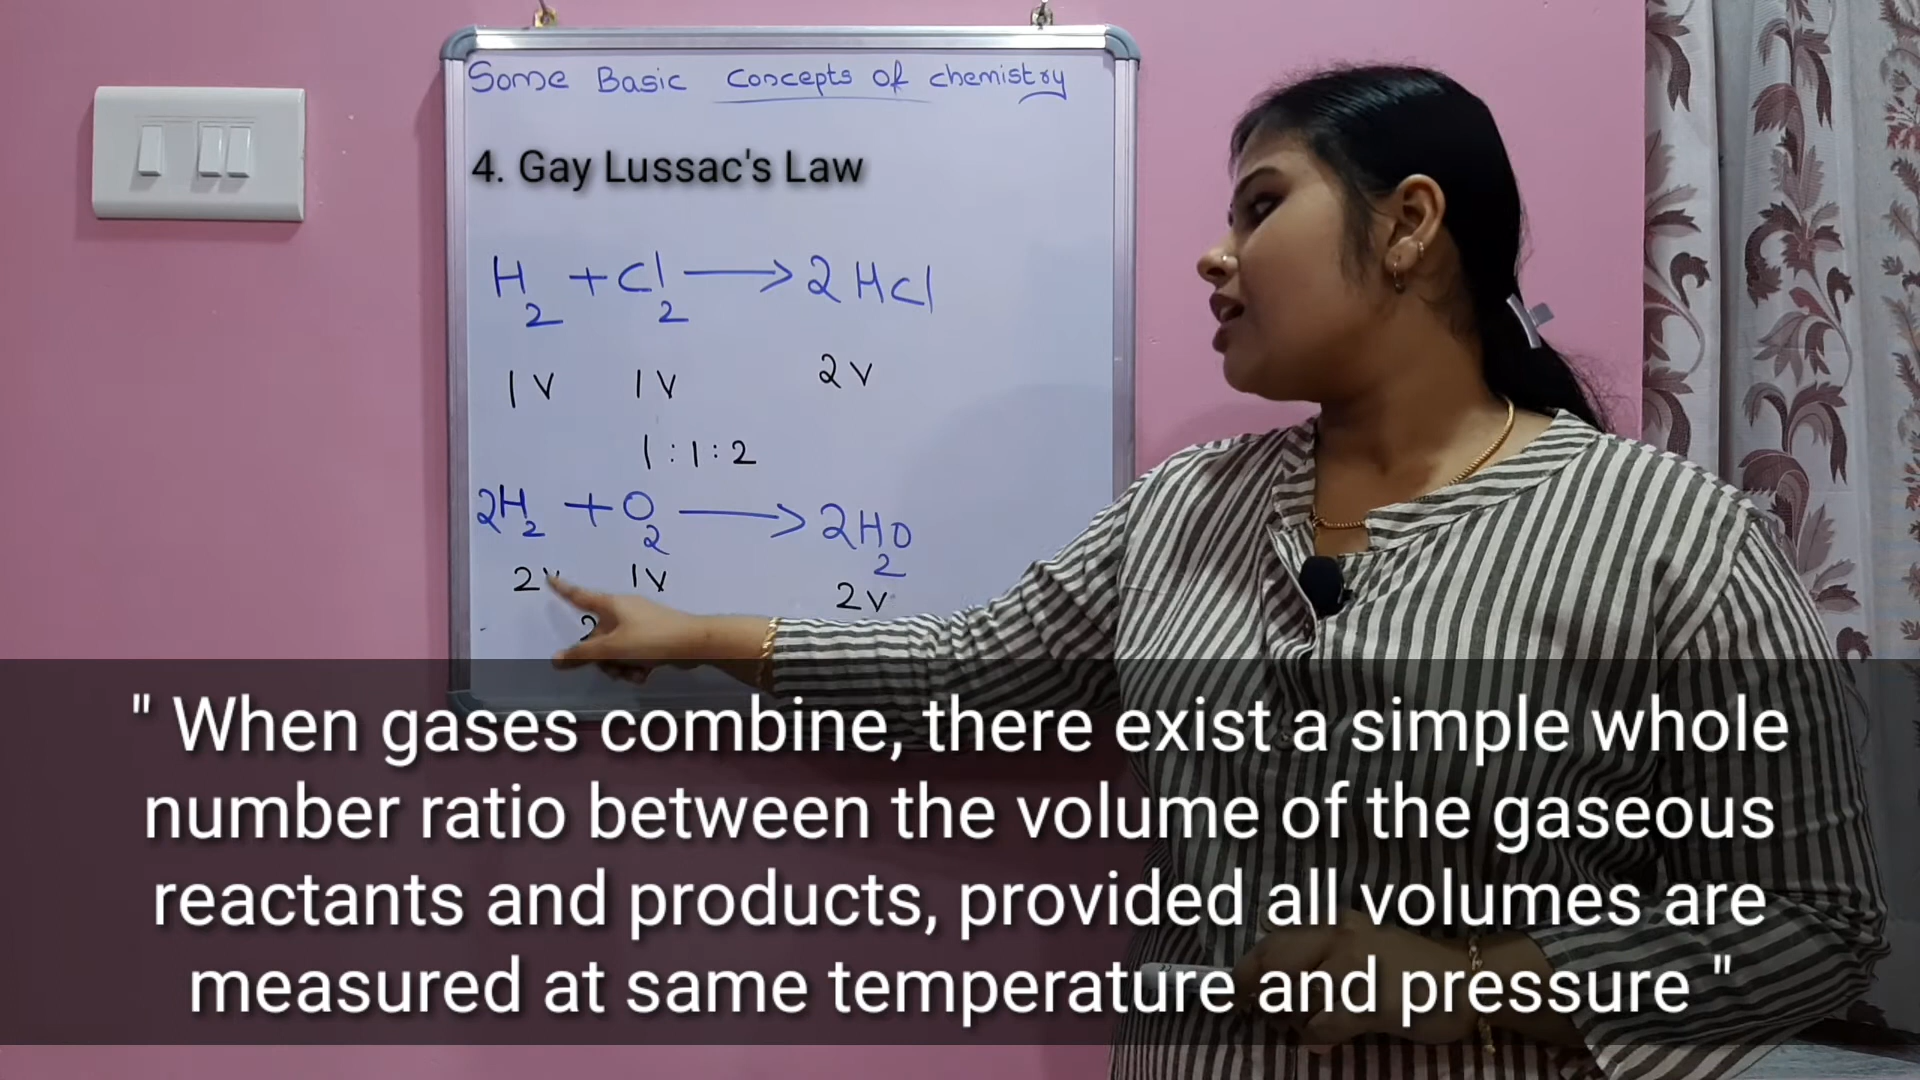 Some Basic Concepts of chemistry
4. Gay Lussac's Law
H2 + Cl2 ⟶ 2HCl
1V 1V 2V
1:1:2
2H2 + O2 ⟶ 2H2O
2V 1V 2V
2
" When gases combine, there exist a simple whole
number ratio between the volume of the gaseous
reactants and products, provided all volumes are
measured at same temperature and pressure "